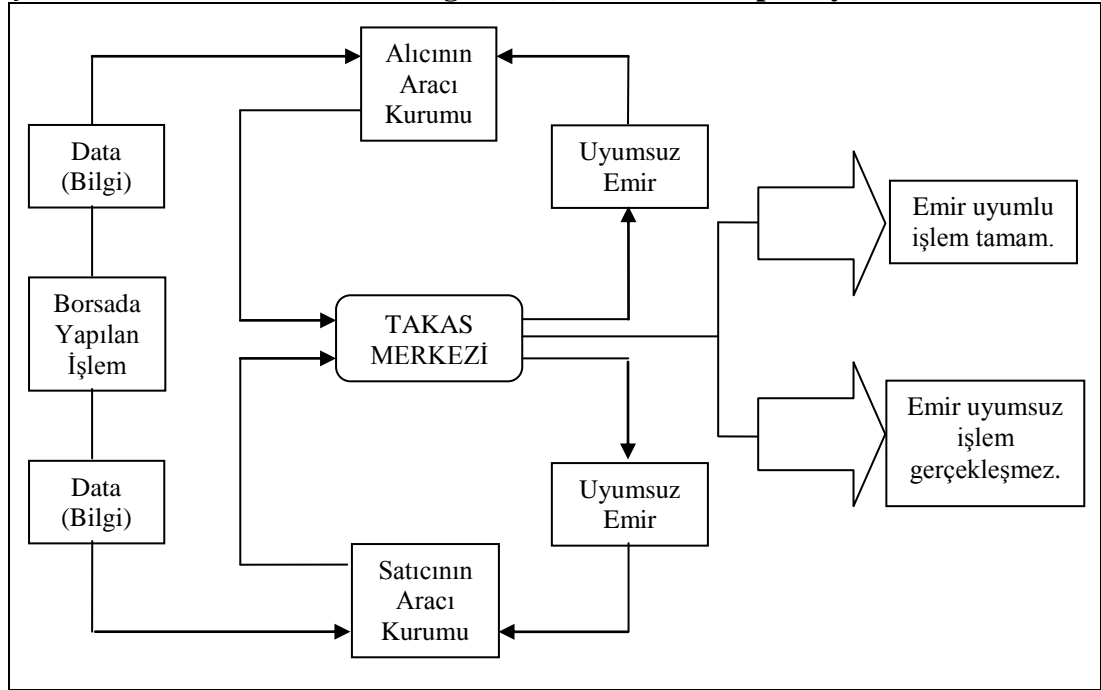 Alıcının
Aracı
Kurumu
Data
(Bilgi)
Uyumsuz
Emir
Emir uyumlu
işlem tamam.
Borsada
Yapılan
İşlem
TAKAS
MERKEZİ
Emir uyumsuz
işlem
gerçekleşmez.
Data
(Bilgi)
Uyumsuz
Emir
Satıcının
Aracı
Kurumu